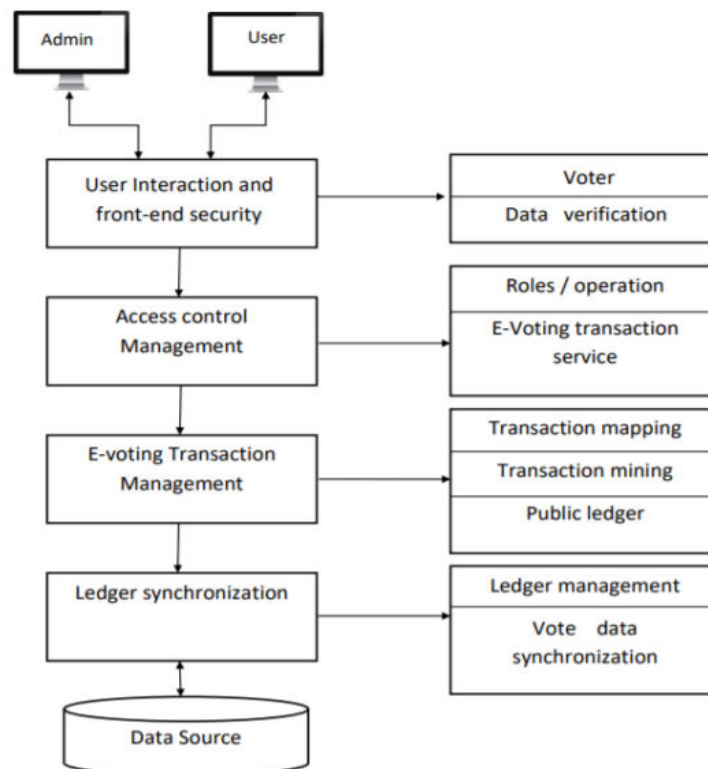 Admin
User
User Interaction and
front-end security
Voter
Data verification
Access control
Management
Roles / operation
E-Voting transaction
service
E-voting Transaction
Management
Transaction mapping
Transaction mining
Public ledger
Ledger synchronization
Ledger management
Vote data
synchronization
Data Source